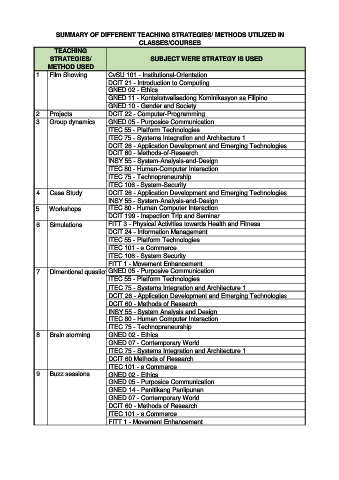 SUMMARY OF DIFFERENT TEACHING STRATEGIES/ METHODS UTILIZED IN
CLASSES/COURSES
TEACHING
STRATEGIES/
METHOD USED
SUBJECT WERE STRATEGY IS USED
1 Film Showing CvSU 101 - Institutional-Orientation
DCIT 21 - Introduction to Computing
GNED 02 - Ethics
GNED 11 - Kontekstwalisadong Kominikasyon sa Filipino
GNED 10 - Gender and Society
2 Projects DCIT 22 - Computer-Programming
3 Group dynamics GNED 05 - Purposive Communication
ITEC 55 - Platform Technologies
ITEC 75 - Systems Integration and Architecture 1
DCIT 26 - Application Development and Emerging Technologies
DCIT 60 - Methods-of-Research
INSY 55 - System-Analysis-and-Design
ITEC 80 - Human-Computer Interaction
ITEC 75 - Technopreneurship
ITEC 106 - System-Security
4 Case Study DCIT 26 - Application Development and Emerging Technologies
INSY 55 - System-Analysis-and-Design
5 Workshops ITEC 80 - Human Computer Interaction
DCIT 199 - Inspection Trip and Seminar
6 Simulations FITT 3 - Physical Activities towards Health and Fitness
DCIT 24 - Information Management
ITEC 55 - Platform Technologies
ITEC 101 - e Commerce
ITEC 106 - System Security
FITT 1 - Movement Enhancement
7 Dimentional question GNED 05 - Purposive Communication
ITEC 55 - Platform Technologies
ITEC 75 - Systems Integration and Architecture 1
DCIT 26 - Application Development and Emerging Technologies
DCIT 60 - Methods of Research
INSY 55 - System Analysis and Design
ITEC 80 - Human Computer Interaction
ITEC 75 - Technopreneurship
8 Brain storming GNED 02 - Ethics
GNED 07 - Contemporary World
ITEC 75 - Systems Integration and Architecture 1
DCIT 60 Methods of Research
ITEC 101 - e Commerce
9 Buzz sessions GNED 02 - Ethics
GNED 05 - Purposive Communication
GNED 14 - Panitikang Panlipunan
GNED 07 - Contemporary World
DCIT 60 - Methods of Research
ITEC 101 - e Commerce
FITT 1 - Movement Enhancement